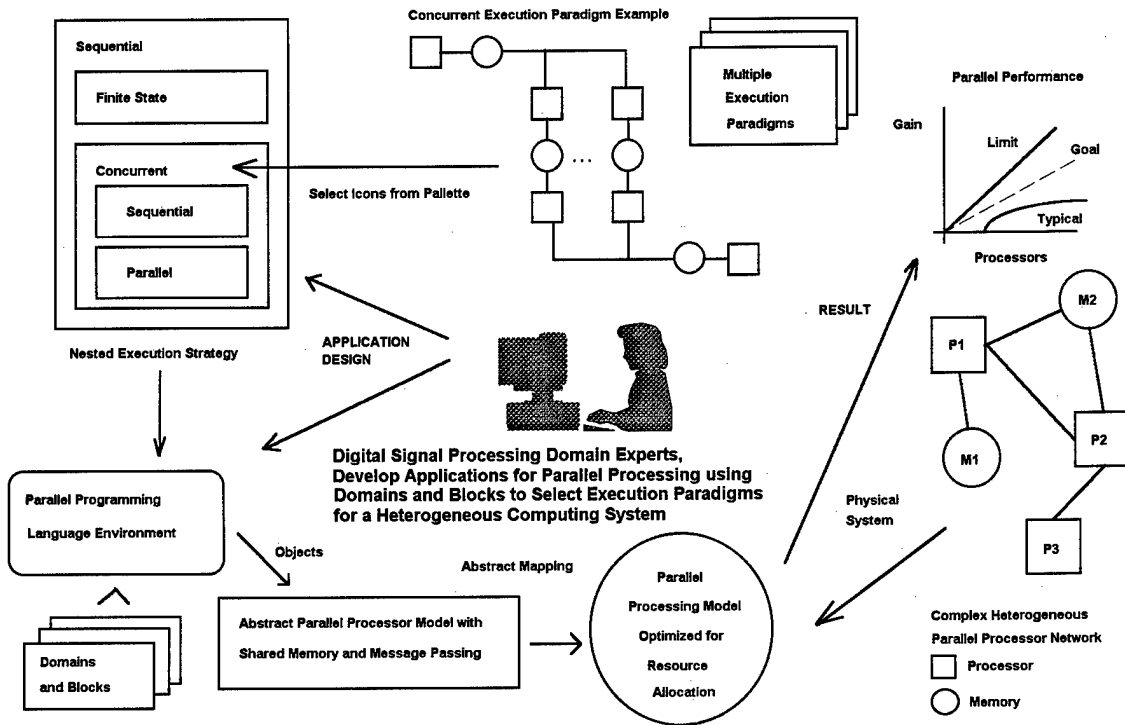 Concurrent Execution Paradigm Example
Sequential
Finite State
Concurrent
Sequential
Parallel
Nested Execution Strategy
Select Icons from Pallette
...
Multiple
Execution
Paradigms
Parallel Performance
Gain
Limit
Goal
Typical
Processors
APPLICATION
DESIGN
RESULT
M2
P1
P2
M1
P3
Digital Signal Processing Domain Experts,
Develop Applications for Parallel Processing using
Domains and Blocks to Select Execution Paradigms
for a Heterogeneous Computing System
Physical
System
Parallel Programming
Language Environment
Objects
Abstract Mapping
Domains
and Blocks
Abstract Parallel Processor Model with
Shared Memory and Message Passing
Parallel
Processing Model
Optimized for
Resource
Allocation
Complex Heterogeneous
Parallel Processor Network
Processor
Memory